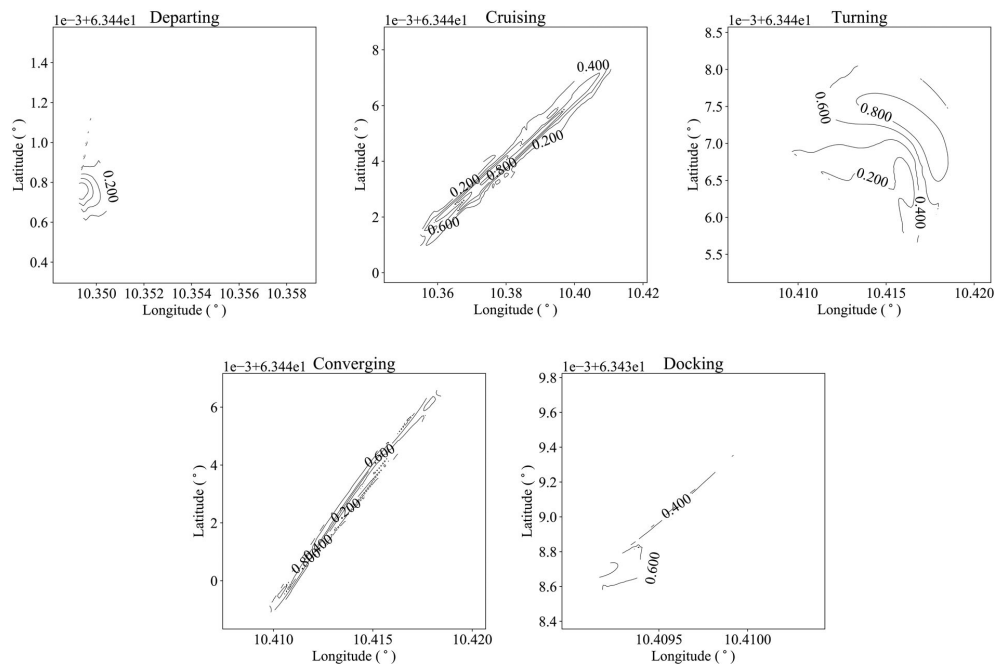 1e−3+6.344e1 Departing
1.4
1.2
1.0
0.8
0.6
0.4
Latitude (°)
0.200
10.350 10.352 10.354 10.356 10.358
Longitude (°)
1e−3+6.344e1 Cruising
8
6
4
2
0
Latitude (°)
0.400
0.200
0.800
0.200
0.600
10.36 10.38 10.40 10.42
Longitude (°)
1e−3+6.344e1 Turning
8.5
8.0
7.5
7.0
6.5
6.0
5.5
Latitude (°)
0.600
0.800
0.200
0.400
10.410 10.415 10.420
Longitude (°)
1e−3+6.344e1 Converging
6
4
2
0
Latitude (°)
0.600
0.200
0.400
10.410 10.415 10.420
Longitude (°)
1e−3+6.343e1 Docking
9.8
9.6
9.4
9.2
9.0
8.8
8.6
8.4
Latitude (°)
0.400
0.600
10.4095 10.4100
Longitude (°)